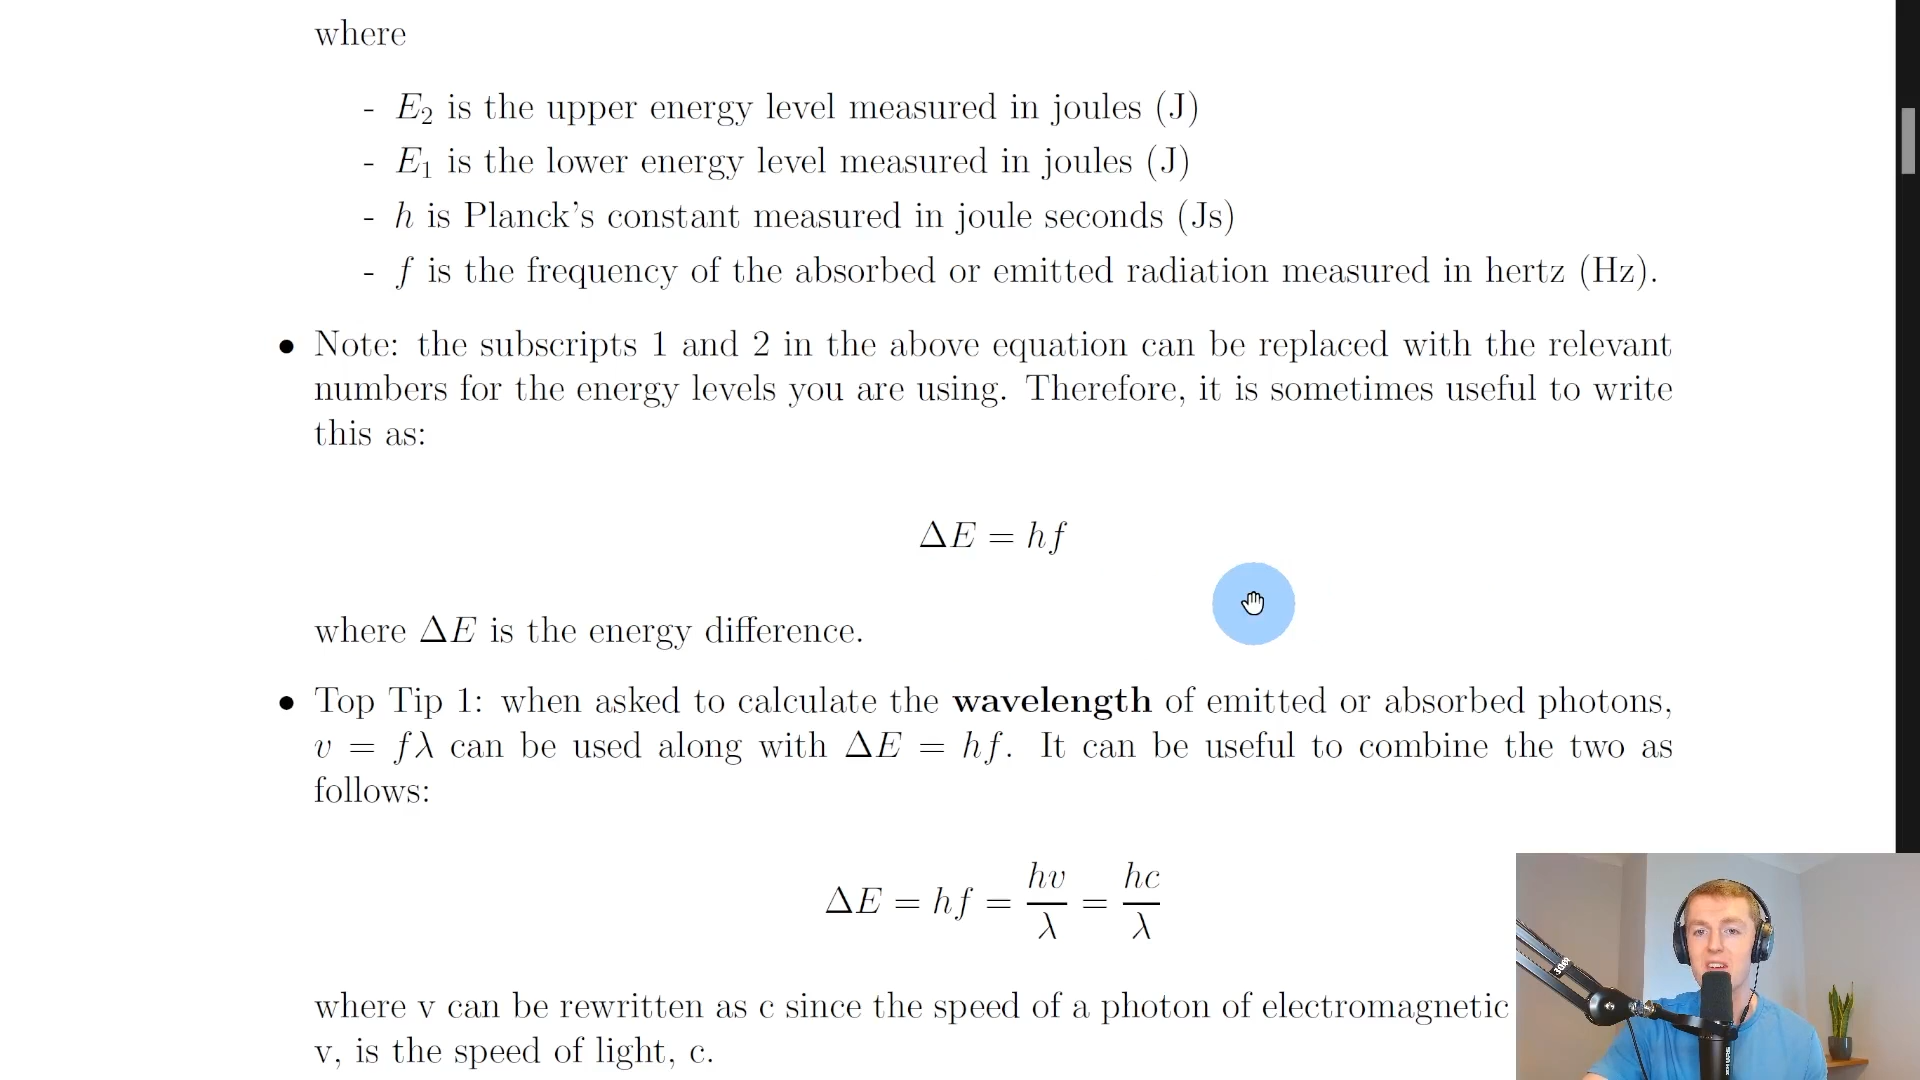 where
- E₂ is the upper energy level measured in joules (J)
- E₁ is the lower energy level measured in joules (J)
- h is Planck's constant measured in joule seconds (Js)
- f is the frequency of the absorbed or emitted radiation measured in hertz (Hz).
• Note: the subscripts 1 and 2 in the above equation can be replaced with the relevant
numbers for the energy levels you are using. Therefore, it is sometimes useful to write
this as:
ΔE = hf
where ΔE is the energy difference.
• Top Tip 1: when asked to calculate the wavelength of emitted or absorbed photons,
v = fλ can be used along with ΔE = hf. It can be useful to combine the two as
follows:
ΔE = hf = hv/λ = hc/λ
where v can be rewritten as c since the speed of a photon of electromagnetic
v, is the speed of light, c.